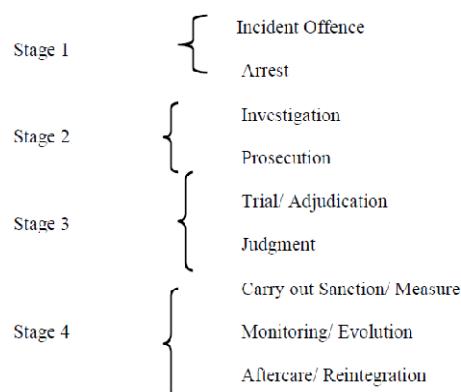 Incident Offence
Stage 1
Arrest
Investigation
Stage 2
Prosecution
Trial/ Adjudication
Stage 3
Judgment
Carry out Sanction/ Measure
Stage 4
Monitoring/ Evolution
Aftercare/ Reintegration